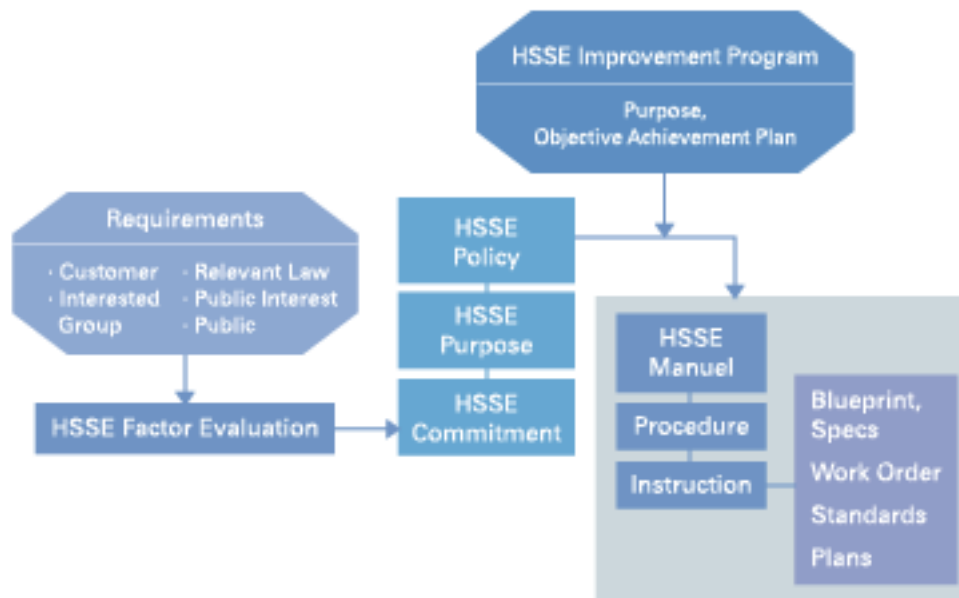 HSSE Improvement Program
Purpose,
Objective Achievement Plan
Requirements
· Customer
· Interested
Group
· Relevant Law
· Public Interest
· Public
HSSE Factor Evaluation
HSSE
Policy
HSSE
Purpose
HSSE
Commitment
HSSE
Manuel
Procedure
Instruction
Blueprint,
Specs
Work Order
Standards
Plans